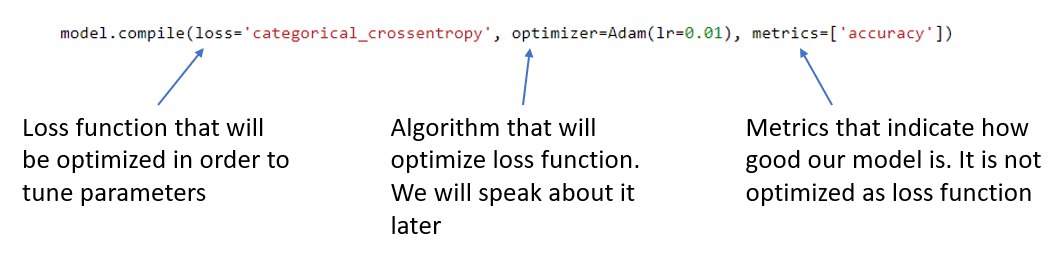 model.compile(loss='categorical_crossentropy', optimizer=Adam(lr=0.01), metrics=['accuracy'])
Loss function that will
be optimized in order to
tune parameters
Algorithm that will
optimize loss function.
We will speak about it
later
Metrics that indicate how
good our model is. It is not
optimized as loss function